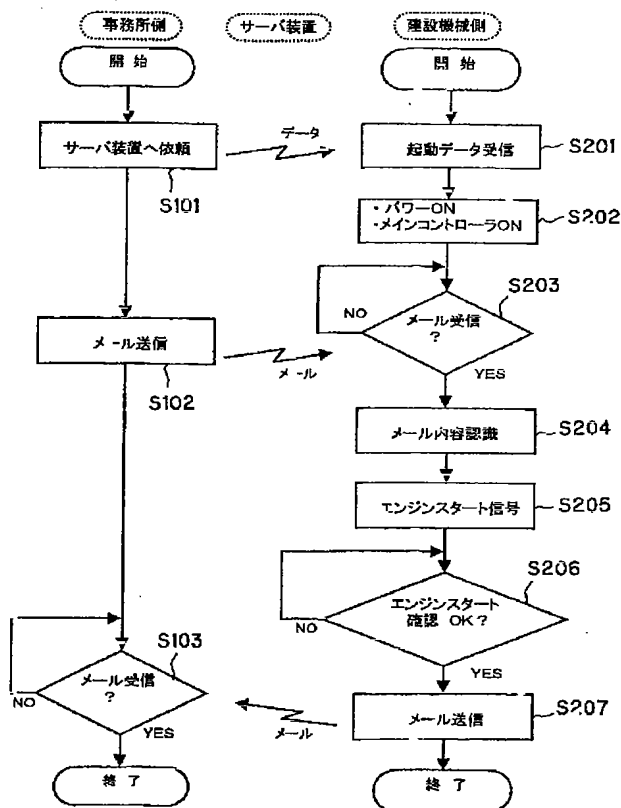 事務所側
サーバ装置
建設機械側
開 始
開 始
サーバ装置へ依頼
データ
起動データ受信
S201
S101
・パワーON
・メインコントローラON
S202
S203
NO
メール受信
?
メール送信
メール
YES
S102
メール内容認識
S204
エンジンスタート信号
S205
S206
エンジンスタート
確認 OK?
NO
S103
YES
メール受信
?
メール送信
S207
NO
YES
メール
終 了
終 了